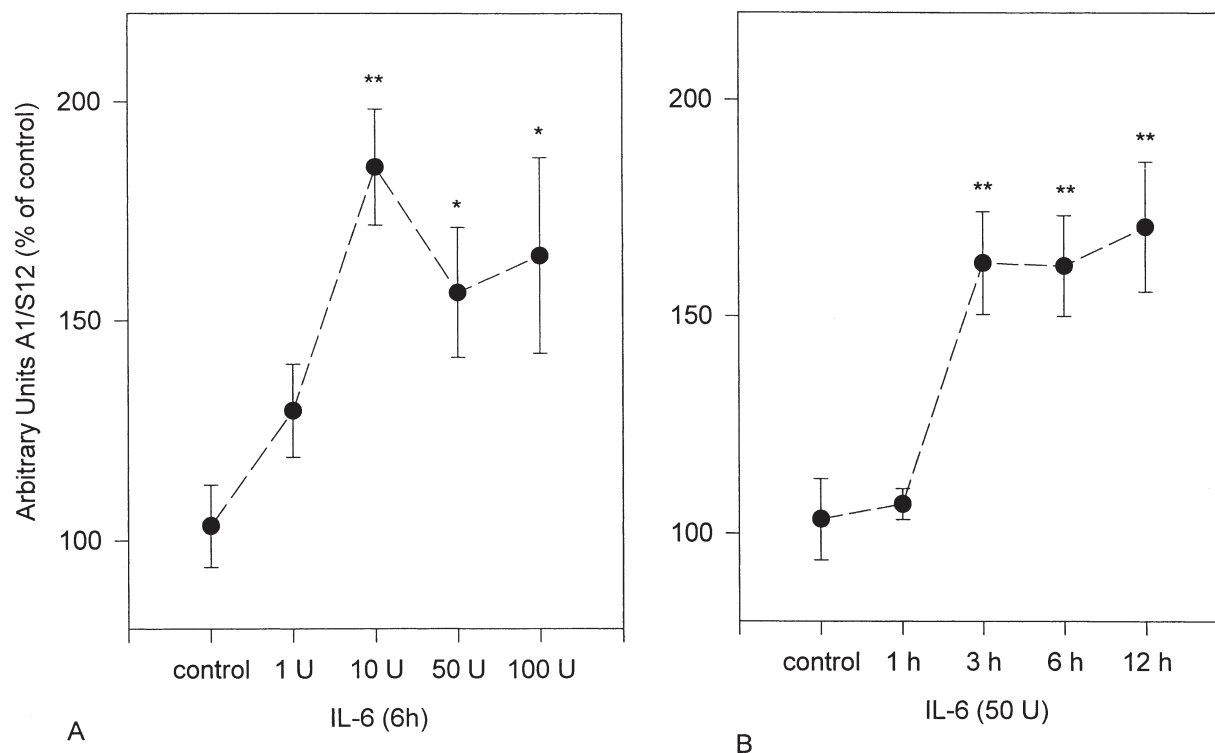 Arbitrary Units A1/S12 (% of control)
200
150
100
**
*
*
control 1 U 10 U 50 U 100 U
IL-6 (6h)
A
200
150
100
**
**
**
control 1 h 3 h 6 h 12 h
IL-6 (50 U)
B